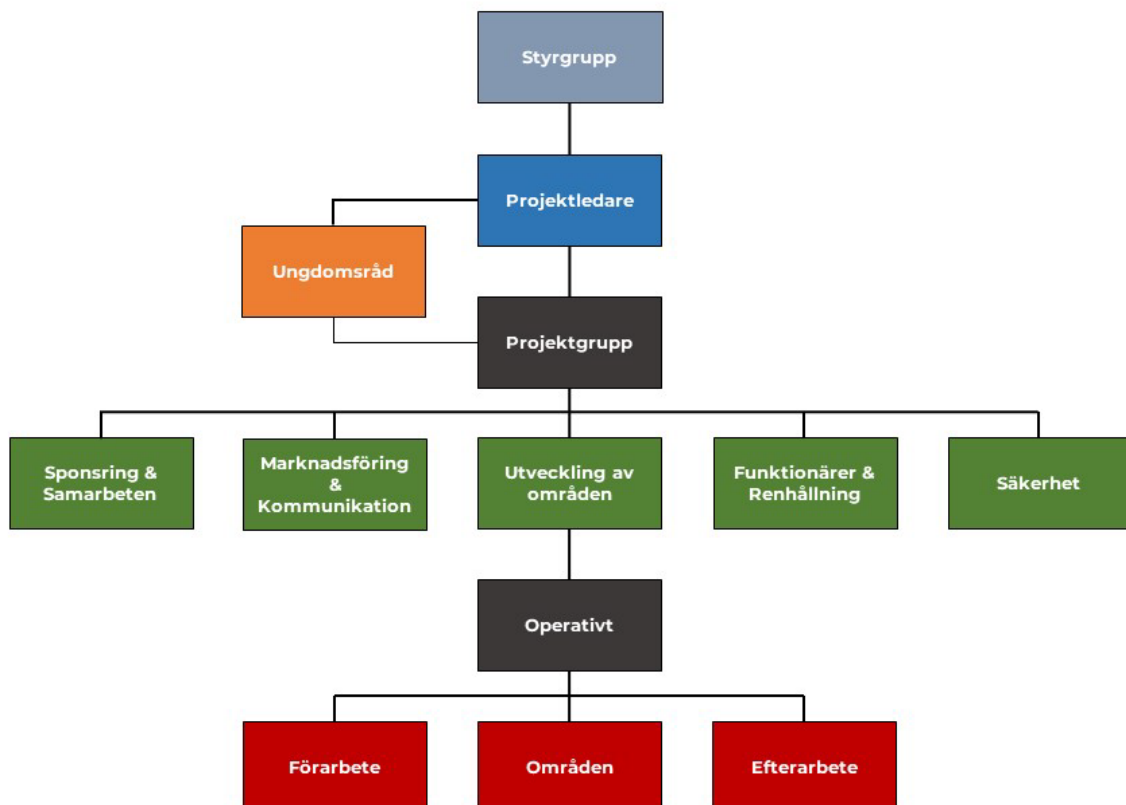 Styrgrupp
Projektledare
Ungdomsråd
Projektgrupp
Sponsring &
Samarbeten
Marknadsföring
&
Kommunikation
Utveckling av
områden
Funktionärer &
Renhållning
Säkerhet
Operativt
Förarbete
Områden
Efterarbete